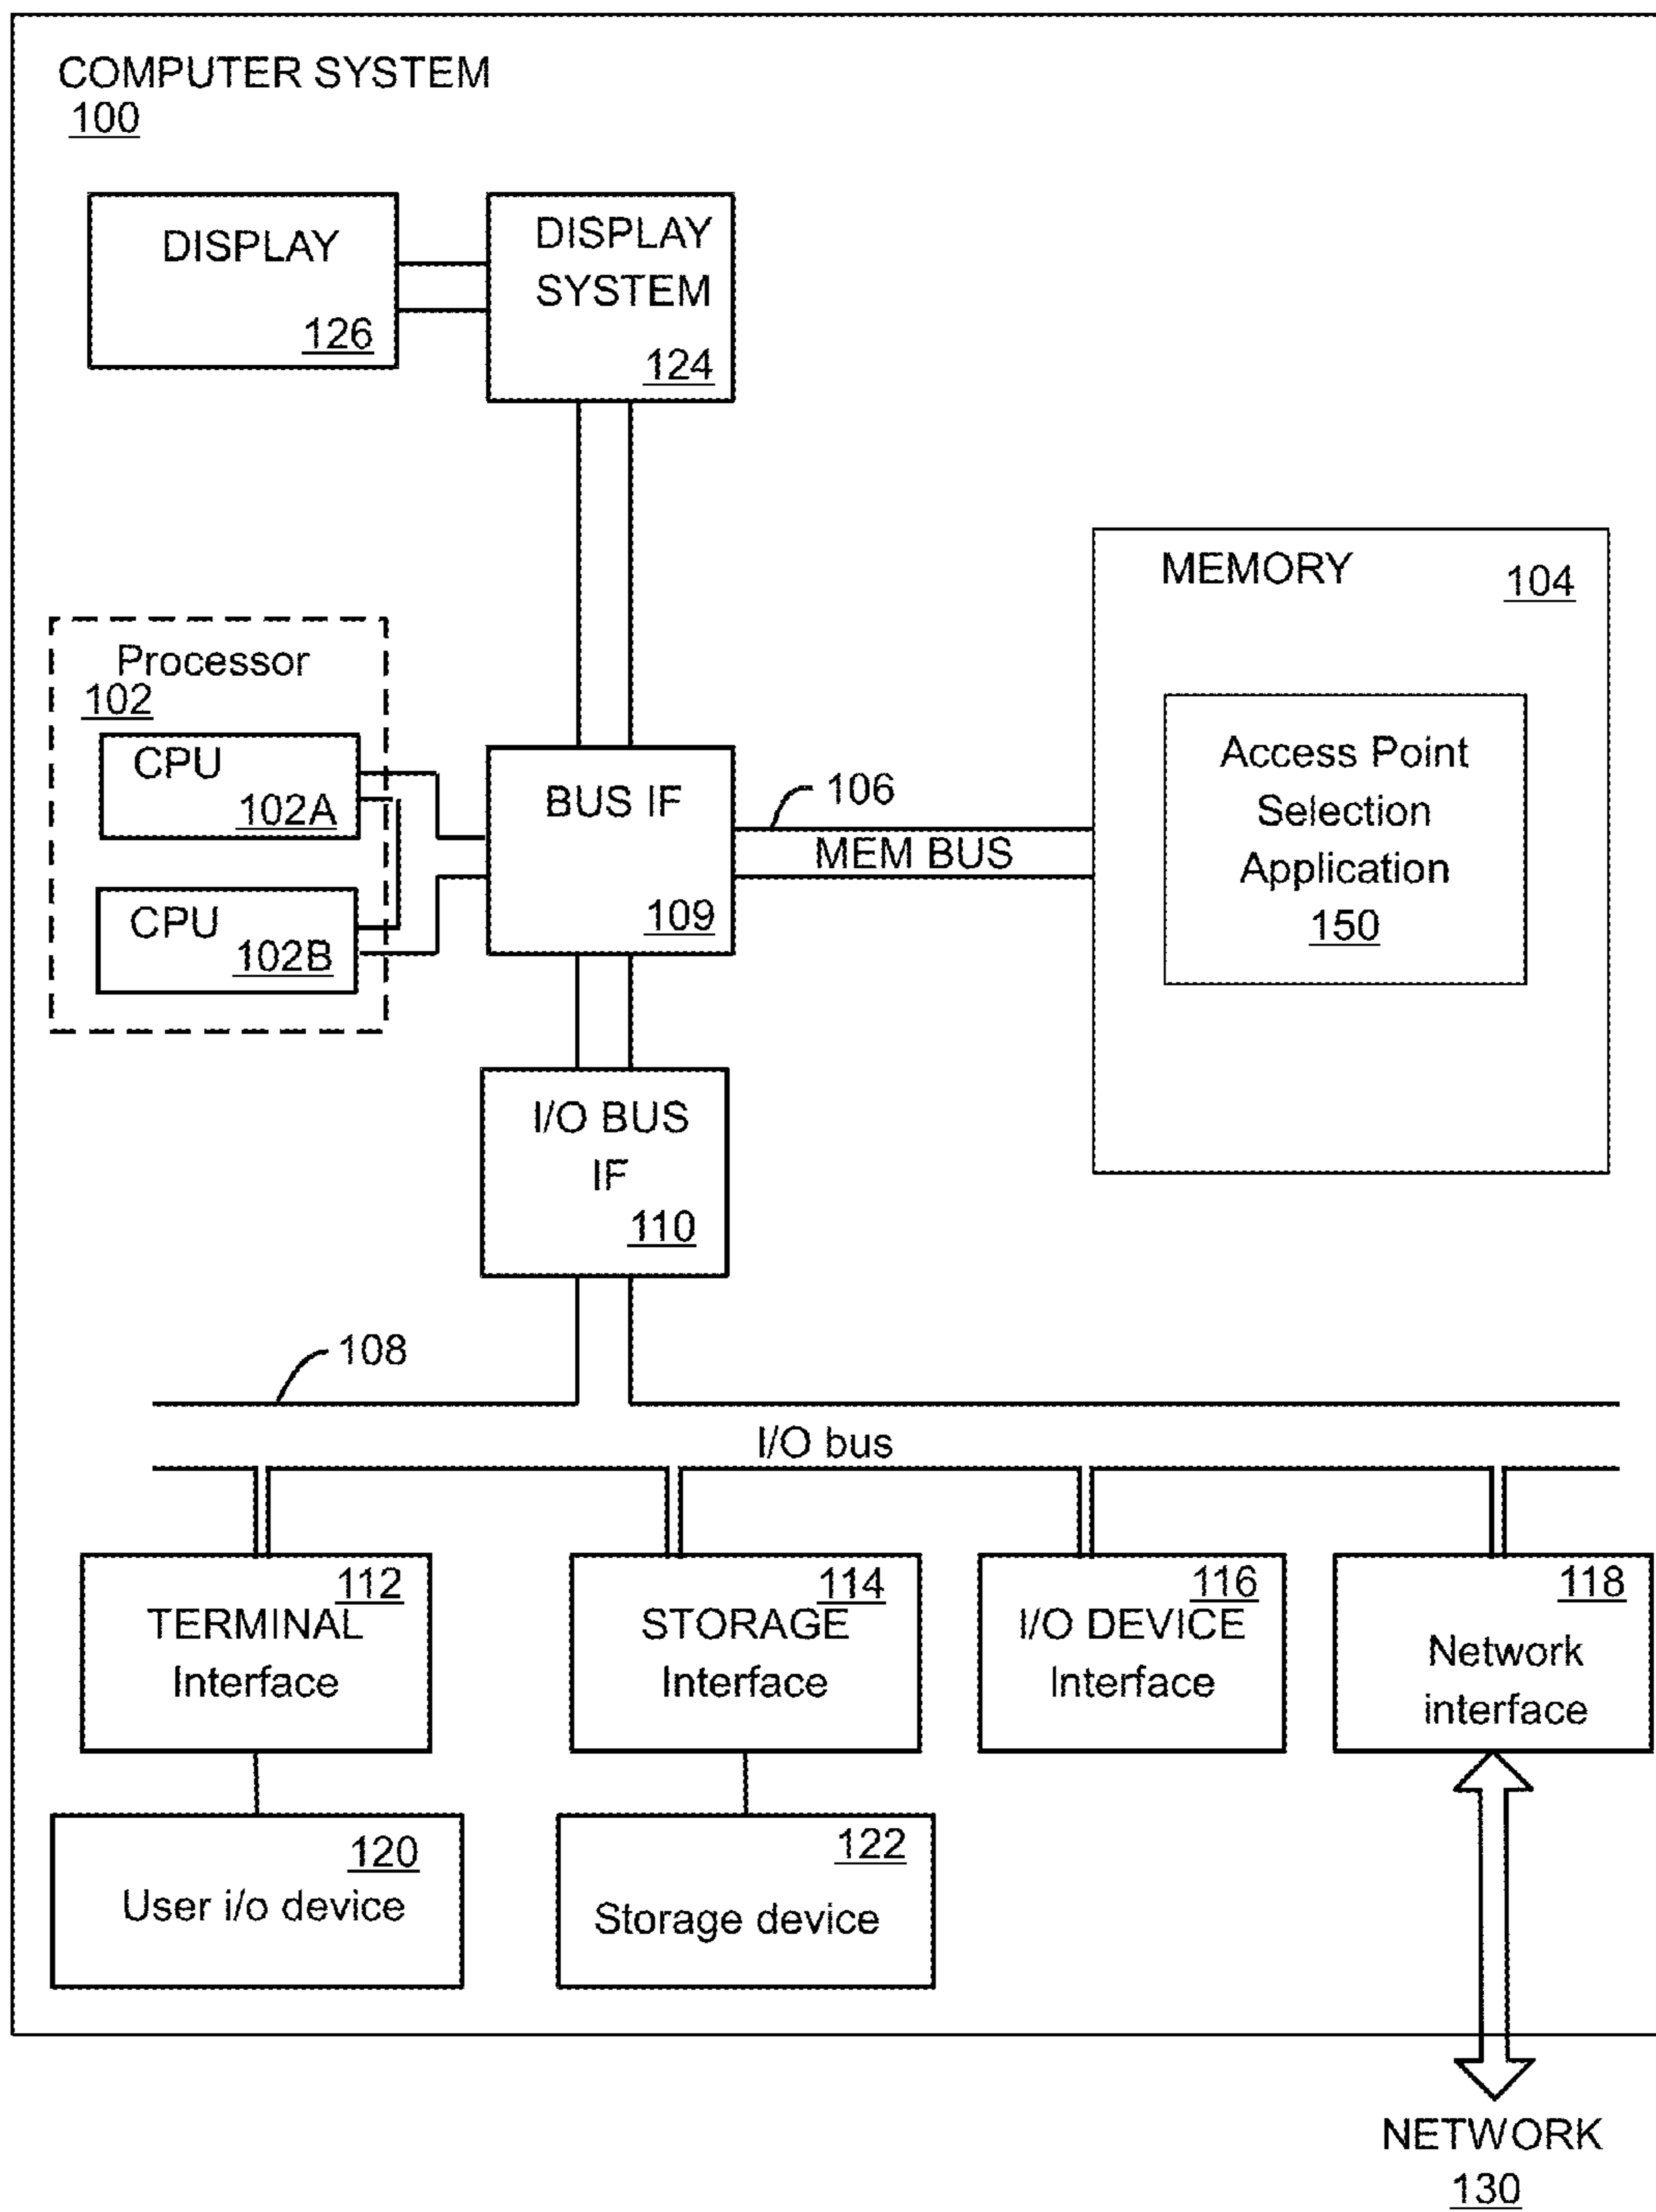 COMPUTER SYSTEM
100
DISPLAY
126
DISPLAY
SYSTEM
124
MEMORY
104
Access Point
Selection
Application
150
Processor
102
CPU
102A
CPU
102B
BUS IF
109
106
MEM BUS
I/O BUS
IF
110
108
I/O bus
112
TERMINAL
Interface
114
STORAGE
Interface
116
I/O DEVICE
Interface
118
Network
interface
120
User i/o device
122
Storage device
NETWORK
130